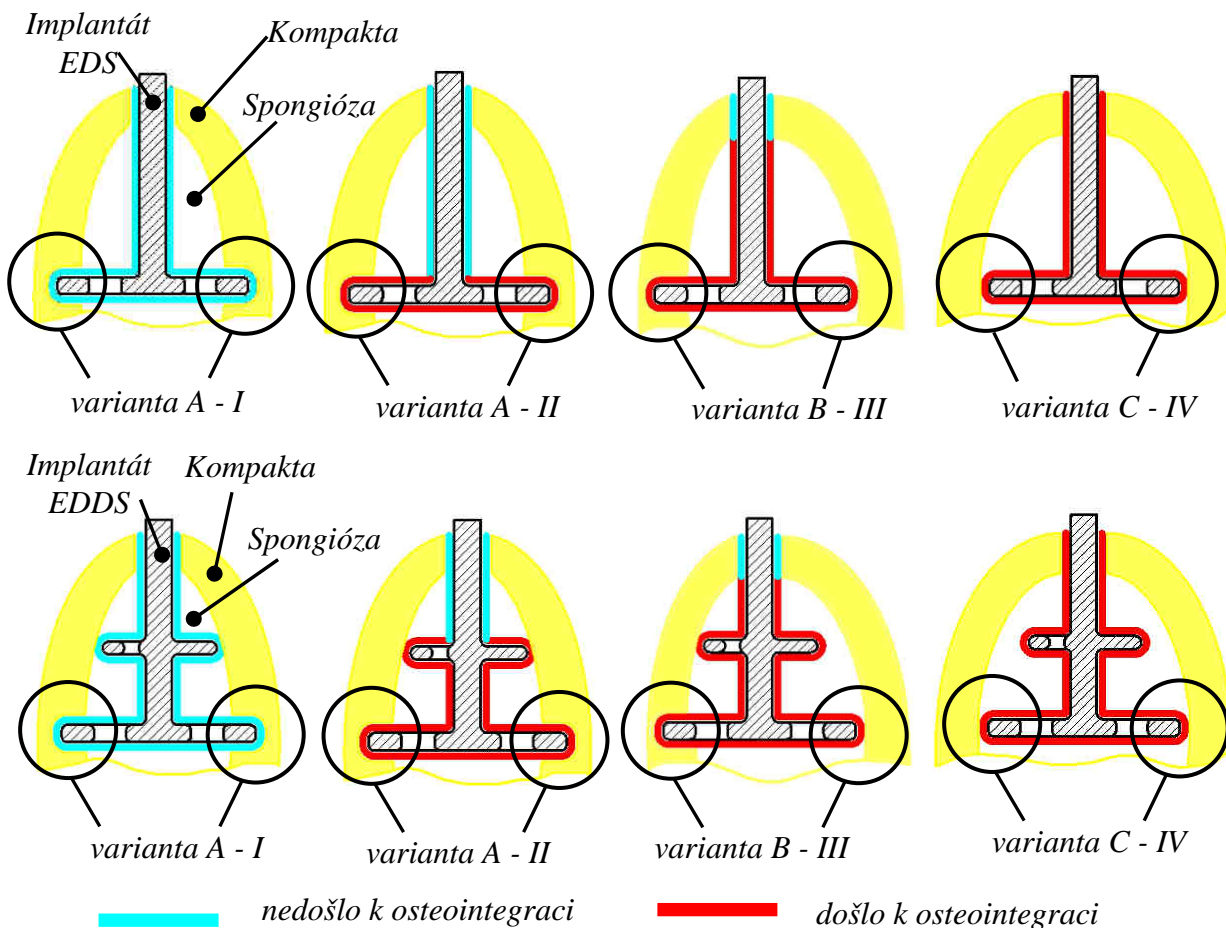 Implantát
EDS
Kompakta
Spongióza
varianta A - I
varianta A - II
varianta B - III
varianta C - IV
Implantát
EDDS
Kompakta
Spongióza
varianta A - I
varianta A - II
varianta B - III
varianta C - IV
nedošlo k osteointegraci
došlo k osteointegraci